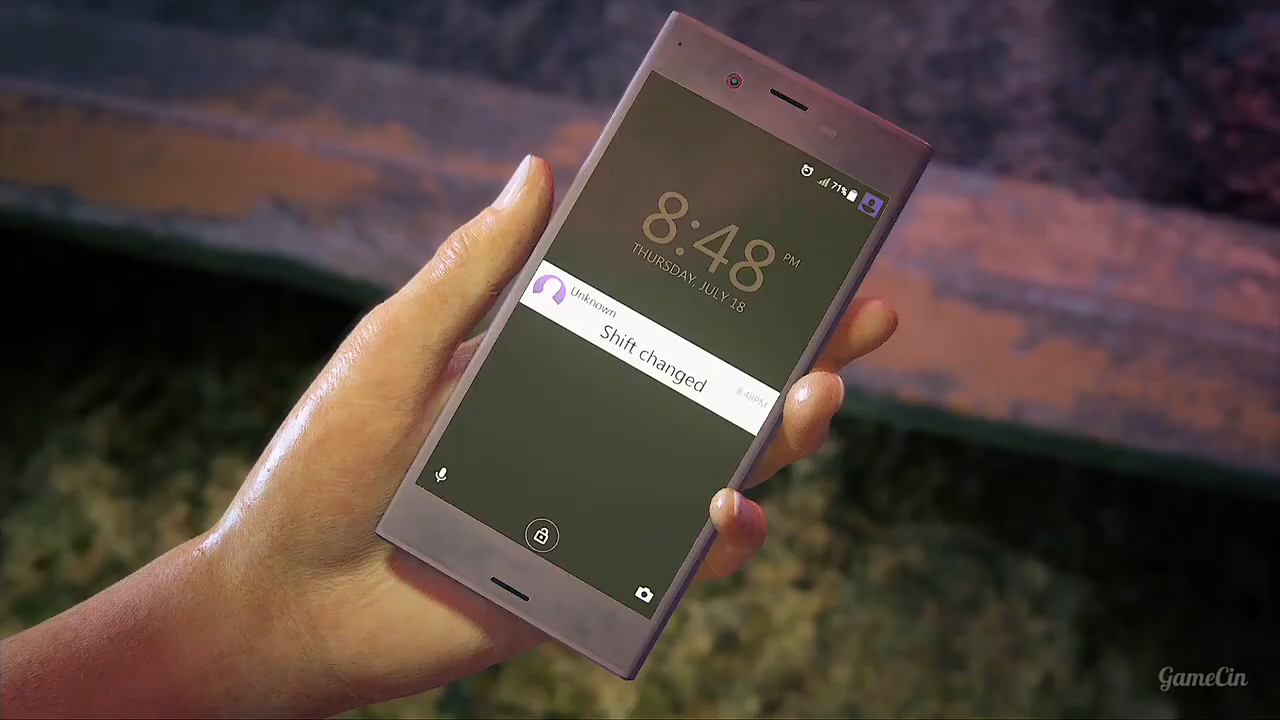 71%
8:48 PM
THURSDAY, JULY 18
Unknown
Shift changed
8:48PM
GameCin